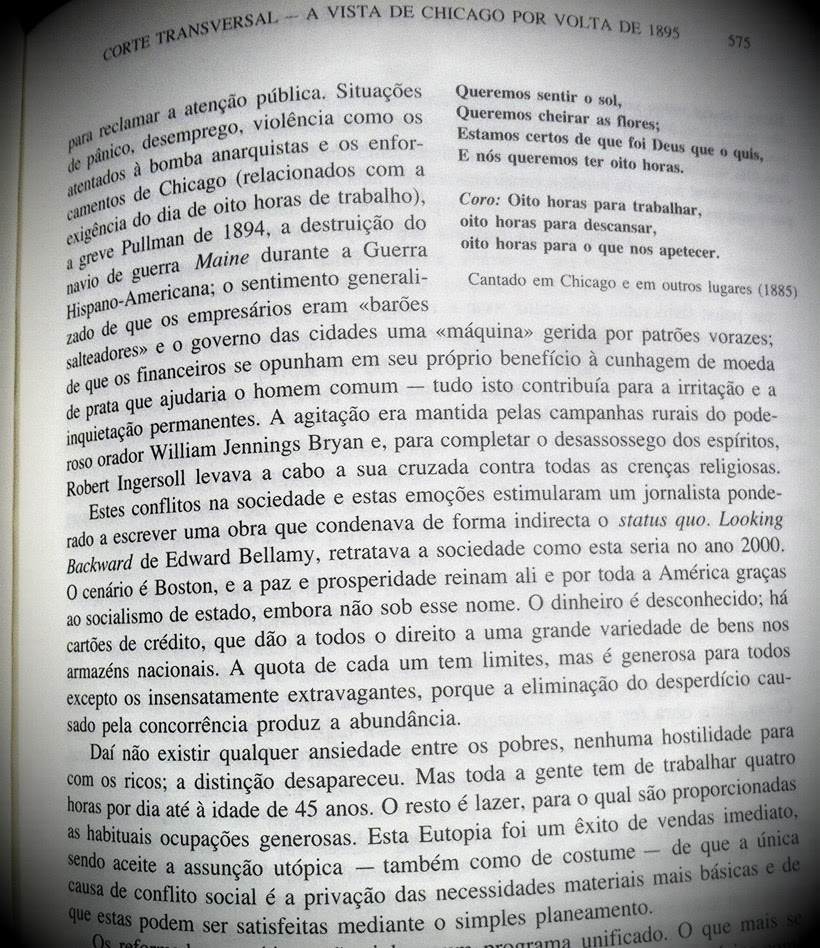 CORTE TRANSVERSAL — A VISTA DE CHICAGO POR VOLTA DE 1895
575
para reclamar a atenção pública. Situações
de pânico, desemprego, violência como os
atentados à bomba anarquistas e os enfor-
camentos de Chicago (relacionados com a
exigência do dia de oito horas de trabalho),
a greve Pullman de 1894, a destruição do
navio de guerra Maine durante a Guerra
Hispano-Americana; o sentimento generali-
zado de que os empresários eram «barões
Queremos sentir o sol,
Queremos cheirar as flores;
Estamos certos de que foi Deus que o quis,
E nós queremos ter oito horas.
Coro: Oito horas para trabalhar,
oito horas para descansar,
oito horas para o que nos apetecer.
Cantado em Chicago e em outros lugares (1885)
salteadores» e o governo das cidades uma «máquina» gerida por patrões vorazes;
de que os financeiros se opunham em seu próprio benefício à cunhagem de moeda
de prata que ajudaria o homem comum — tudo isto contribuía para a irritação e a
inquietação permanentes. A agitação era mantida pelas campanhas rurais do pode-
roso orador William Jennings Bryan e, para completar o desassossego dos espíritos,
Robert Ingersoll levava a cabo a sua cruzada contra todas as crenças religiosas.
Estes conflitos na sociedade e estas emoções estimularam um jornalista ponde-
rado a escrever uma obra que condenava de forma indirecta o status quo. Looking
Backward de Edward Bellamy, retratava a sociedade como esta seria no ano 2000.
O cenário é Boston, e a paz e prosperidade reinam ali e por toda a América graças
ao socialismo de estado, embora não sob esse nome. O dinheiro é desconhecido; há
cartões de crédito, que dão a todos o direito a uma grande variedade de bens nos
armazéns nacionais. A quota de cada um tem limites, mas é generosa para todos
excepto os insensatamente extravagantes, porque a eliminação do desperdício cau-
sado pela concorrência produz a abundância.
Daí não existir qualquer ansiedade entre os pobres, nenhuma hostilidade para
com os ricos; a distinção desapareceu. Mas toda a gente tem de trabalhar quatro
horas por dia até à idade de 45 anos. O resto é lazer, para o qual são proporcionadas
as habituais ocupações generosas. Esta Eutopia foi um êxito de vendas imediato,
sendo aceite a assunção utópica — também como de costume — de que a única
causa de conflito social é a privação das necessidades materiais mais básicas e de
que estas podem ser satisfeitas mediante o simples planeamento.
Os programa unificado. O que mais se